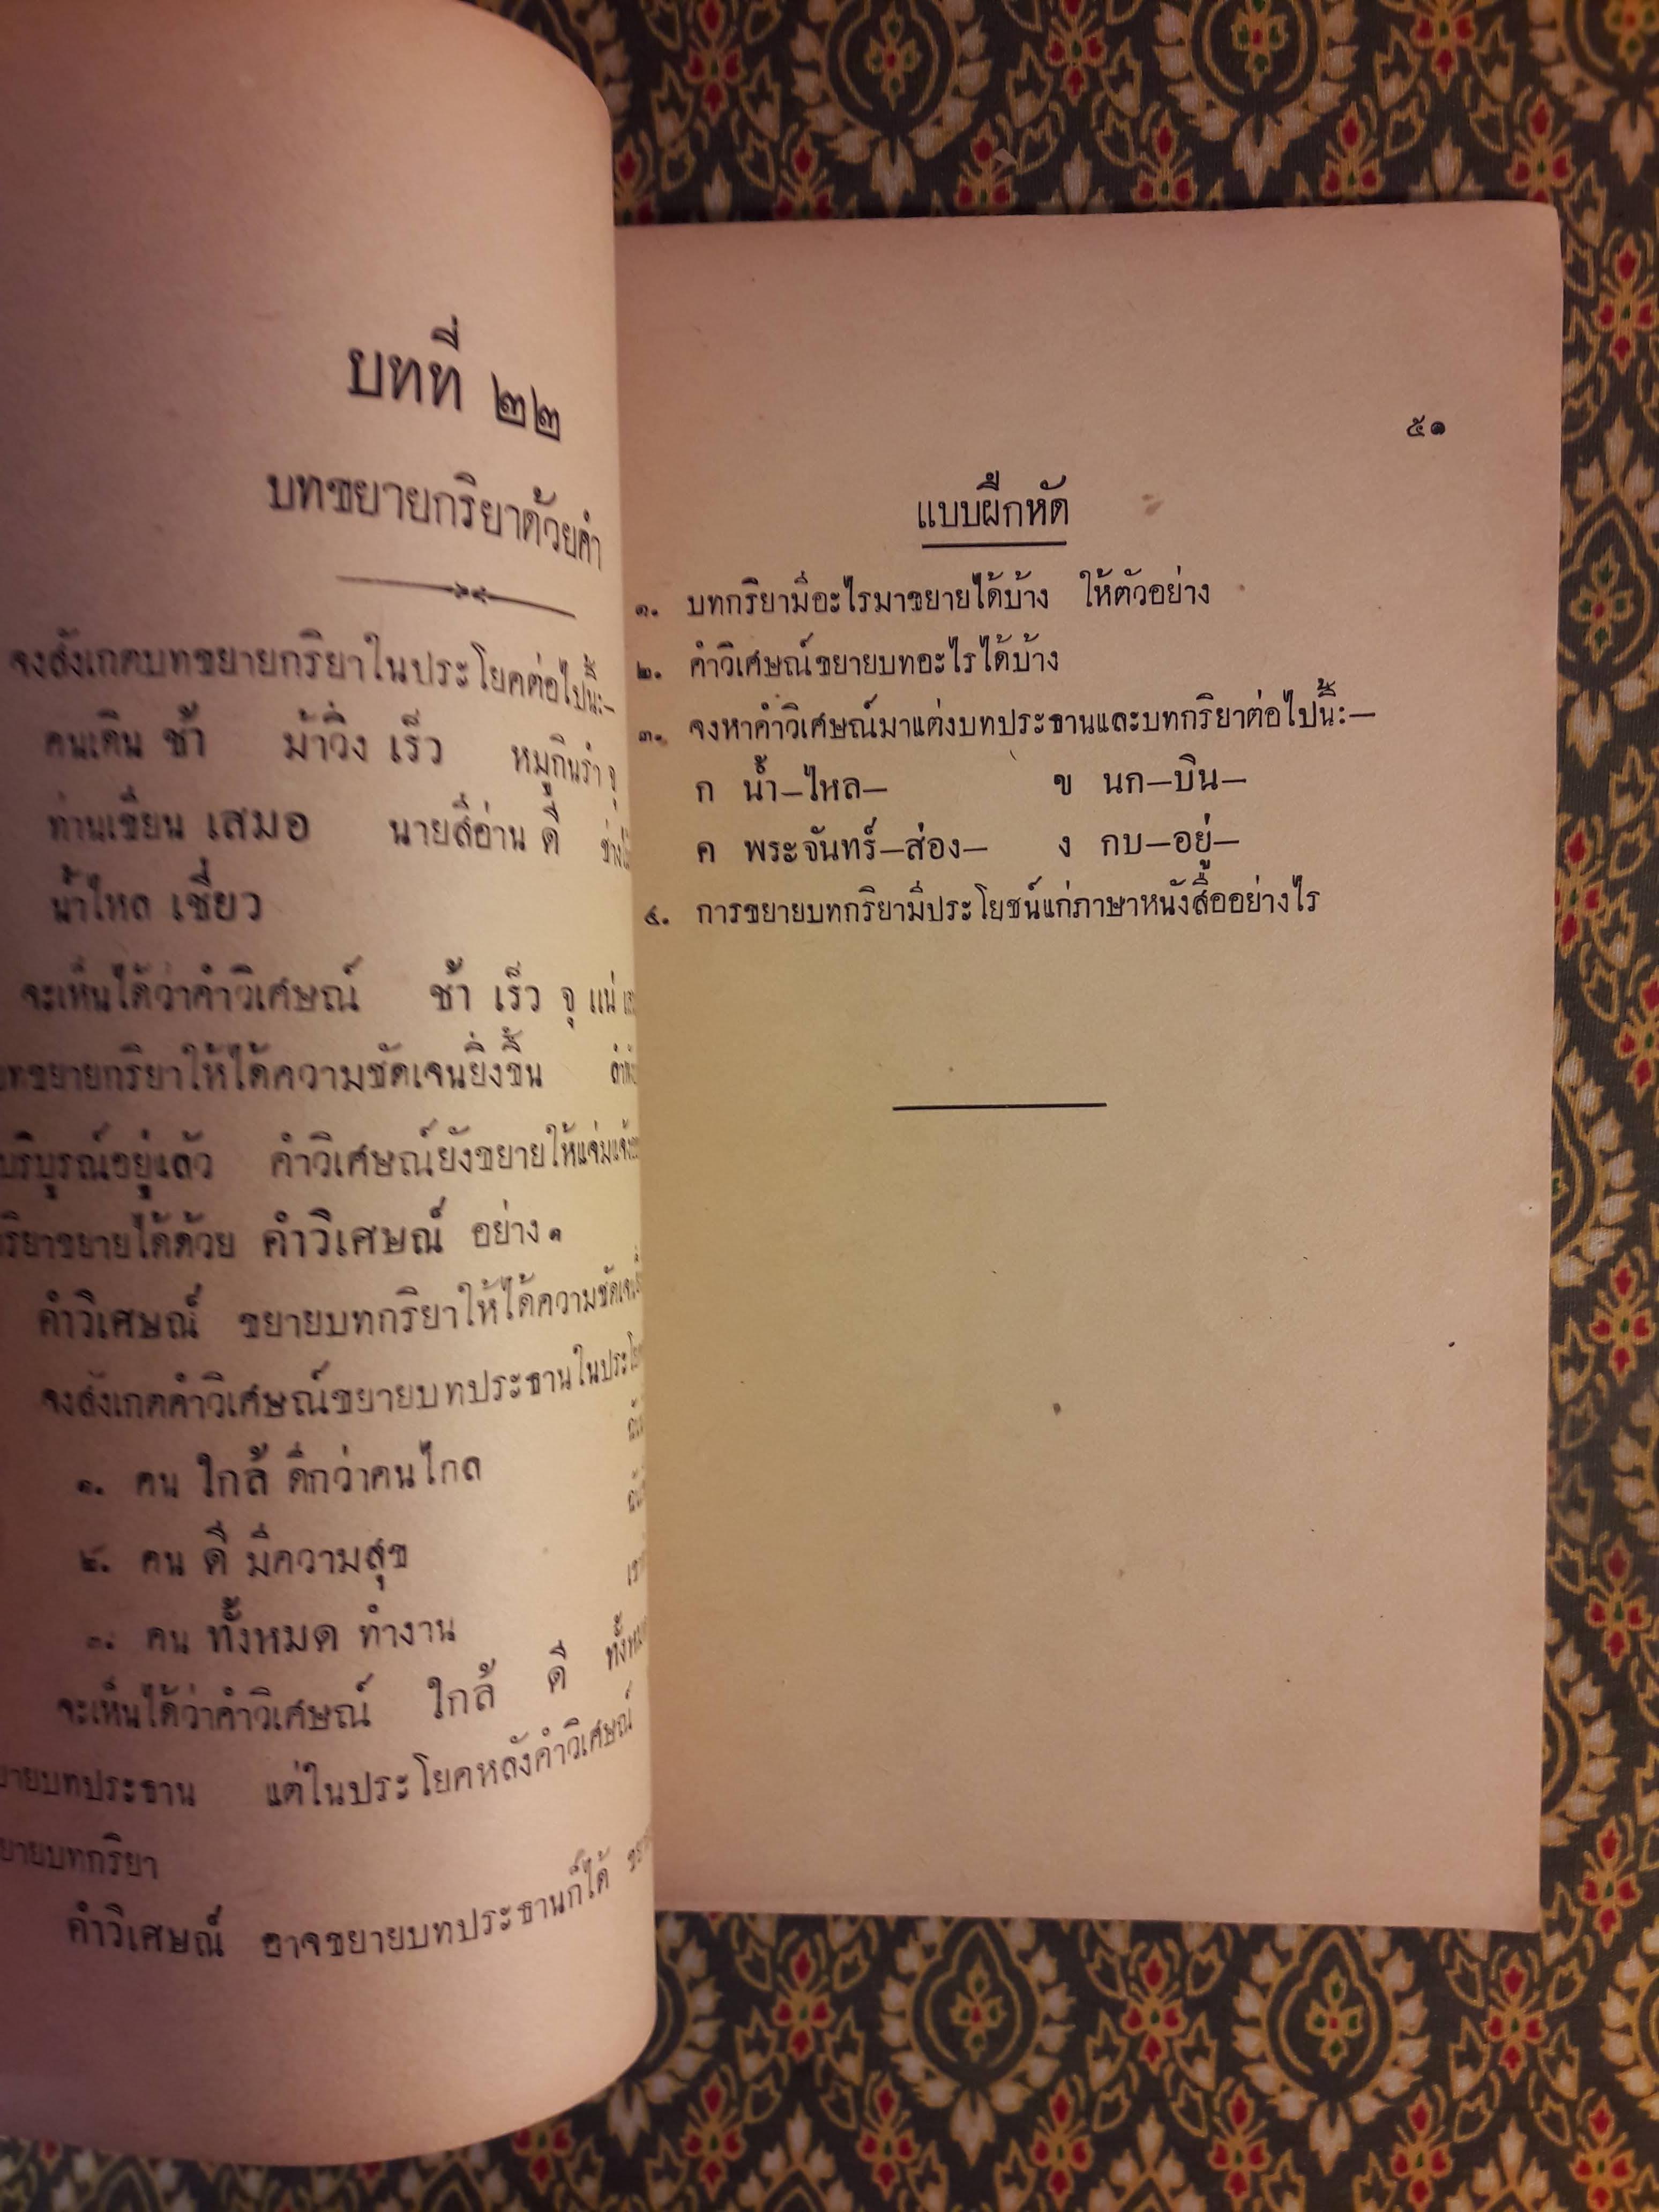 บทที่ ๒๒
บทขยายกริยาด้วยคำ
จงสังเกตบทขยายกริยาในประโยคต่อไปนี้:—
คนเดิน ช้า ม้าวิ่ง เร็ว หมูกินรำ จุ
ท่านเขียน เสมอ นายสีอ่าน ดี
น้ำไหล เชี่ยว
จะเห็นได้ว่าคำวิเศษณ์ ช้า เร็ว จุ แน่
ขยายกริยาให้ได้ความชัดเจนยิ่งขึ้น
บริบูรณ์อยู่แล้ว คำวิเศษณ์ยังขยายให้แจ่มแจ้ง
ขยายได้ด้วย คำวิเศษณ์ อย่าง ๑
คำวิเศษณ์ ขยายบทกริยาให้ได้ความชัดเจน
จงสังเกตคำวิเศษณ์ขยายบทประธานใน
๑. คน ใกล้ ดีกว่าคนไกล
๒. คน ดี มีความสุข
๓. คน ทั้งหมด ทำงาน
จะเห็นได้ว่าคำวิเศษณ์ ใกล้ ดี ทั้งหมด
บทประธาน แต่ในประโยคหลังคำวิเศษณ์
บทกริยา
คำวิเศษณ์ อาจขยายบทประธานก็ได้
๕๑
แบบฝึกหัด
๑. บทกริยามีอะไรมาขยายได้บ้าง ให้ตัวอย่าง
๒. คำวิเศษณ์ขยายบทอะไรได้บ้าง
๓. จงหาคำวิเศษณ์มาแต่งบทประธานและบทกริยาต่อไปนี้:—
ก น้ำ—ไหล— ข นก—บิน—
ค พระจันทร์—ส่อง— ง กบ—อยู่—
๔. การขยายบทกริยามีประโยชน์แก่ภาษาหนังสืออย่างไร